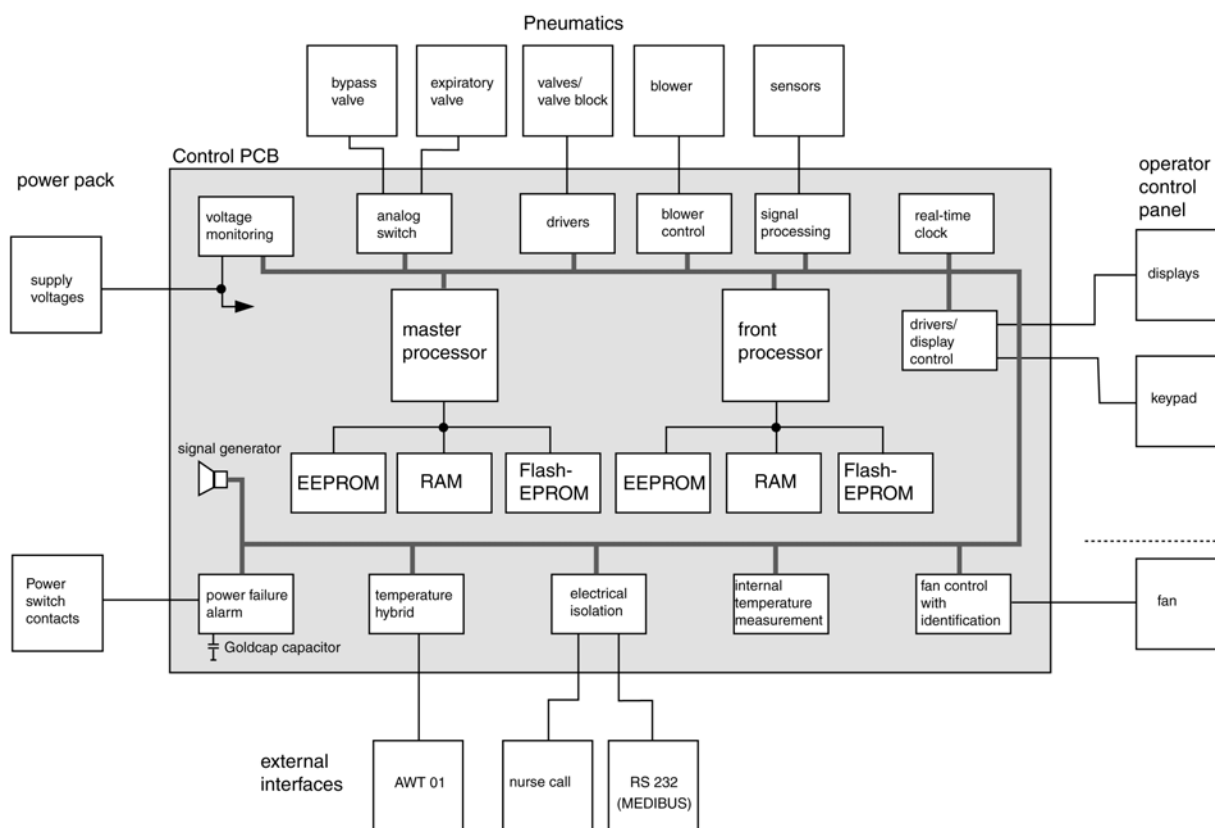 Pneumatics
bypass
valve
expiratory
valve
valves/
valve block
blower
sensors
Control PCB
power pack
operator
control
panel
voltage
monitoring
analog
switch
drivers
blower
control
signal
processing
real-time
clock
supply
voltages
displays
master
processor
front
processor
drivers/
display
control
keypad
signal generator
EEPROM
RAM
Flash-
EPROM
EEPROM
RAM
Flash-
EPROM
Power
switch
contacts
power failure
alarm
temperature
hybrid
electrical
isolation
internal
temperature
measurement
fan control
with
identification
fan
Goldcap capacitor
external
interfaces
AWT 01
nurse call
RS 232
(MEDIBUS)